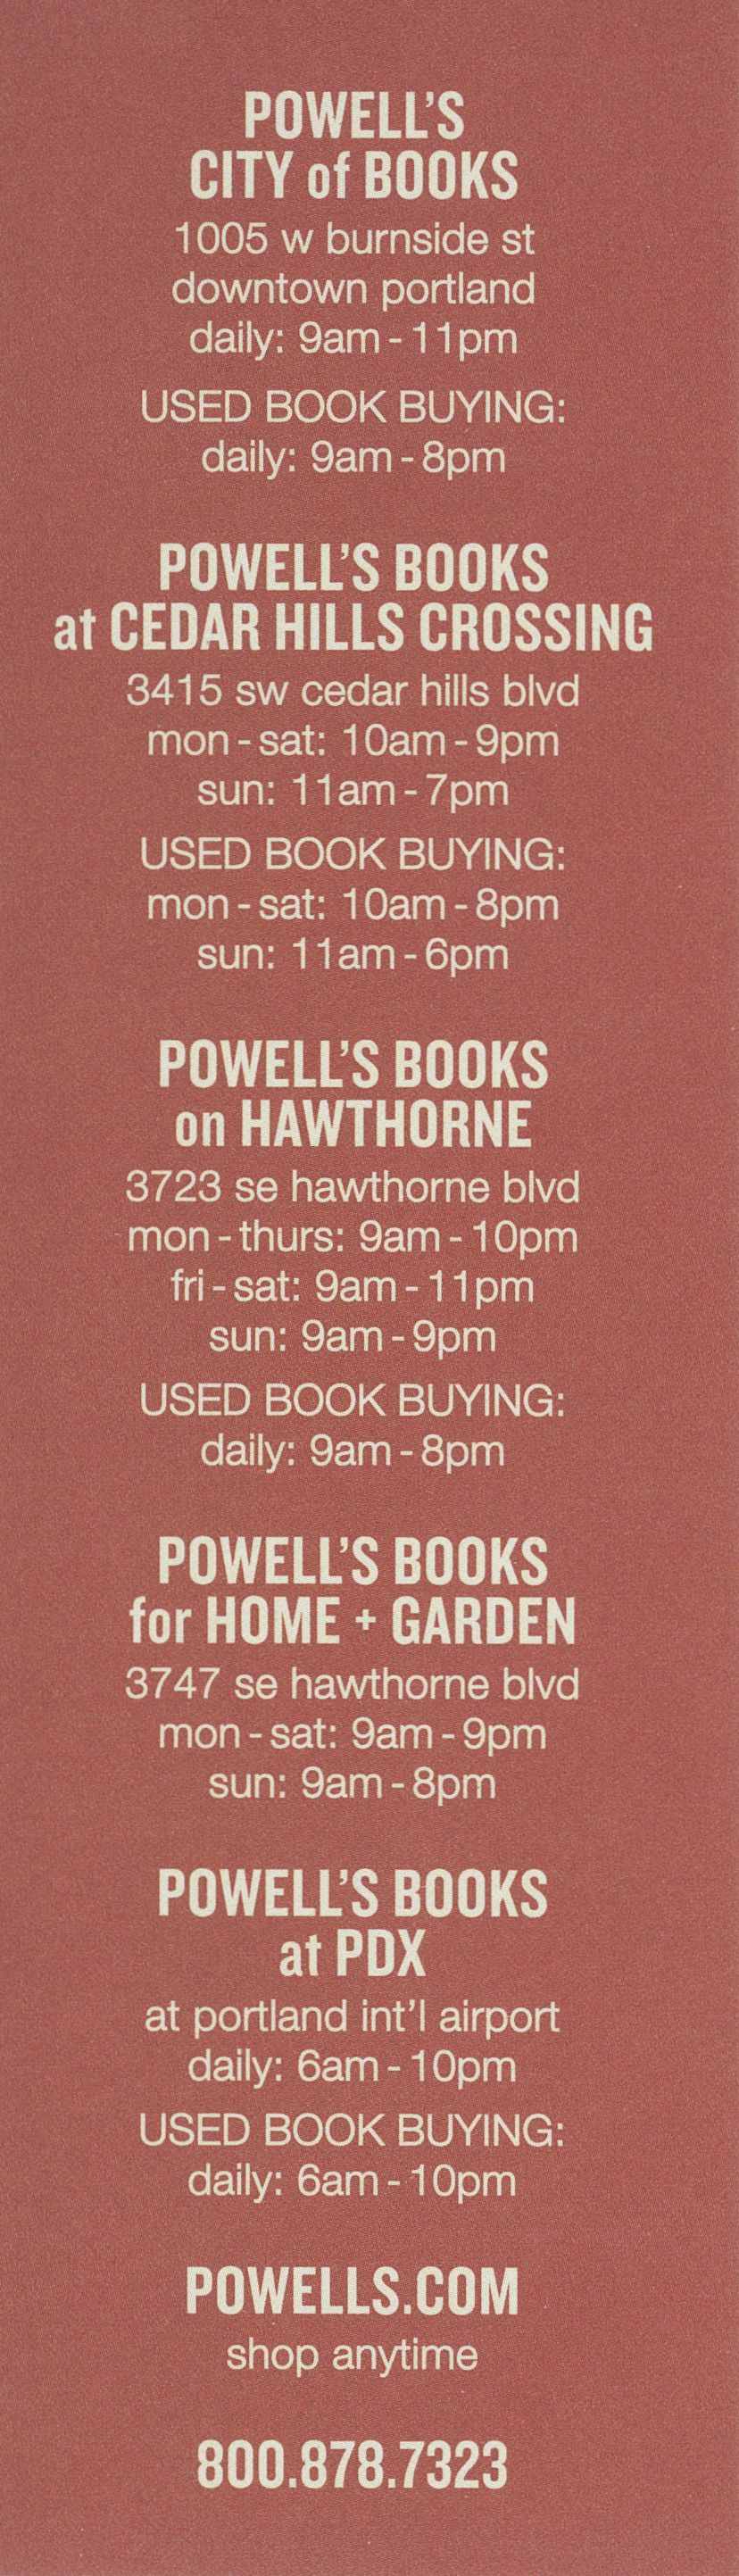 POWELL'S
CITY of BOOKS
1005 w burnside st
downtown portland
daily: 9am - 11pm
USED BOOK BUYING:
daily: 9am - 8pm
POWELL'S BOOKS
at CEDAR HILLS CROSSING
3415 sw cedar hills blvd
mon - sat: 10am - 9pm
sun: 11am - 7pm
USED BOOK BUYING:
mon - sat: 10am - 8pm
sun: 11am - 6pm
POWELL'S BOOKS
on HAWTHORNE
3723 se hawthorne blvd
mon - thurs: 9am - 10pm
fri - sat: 9am - 11pm
sun: 9am - 9pm
USED BOOK BUYING:
daily: 9am - 8pm
POWELL'S BOOKS
for HOME + GARDEN
3747 se hawthorne blvd
mon - sat: 9am - 9pm
sun: 9am - 8pm
POWELL'S BOOKS
at PDX
at portland int'l airport
daily: 6am - 10pm
USED BOOK BUYING:
daily: 6am - 10pm
POWELLS.COM
shop anytime
800.878.7323